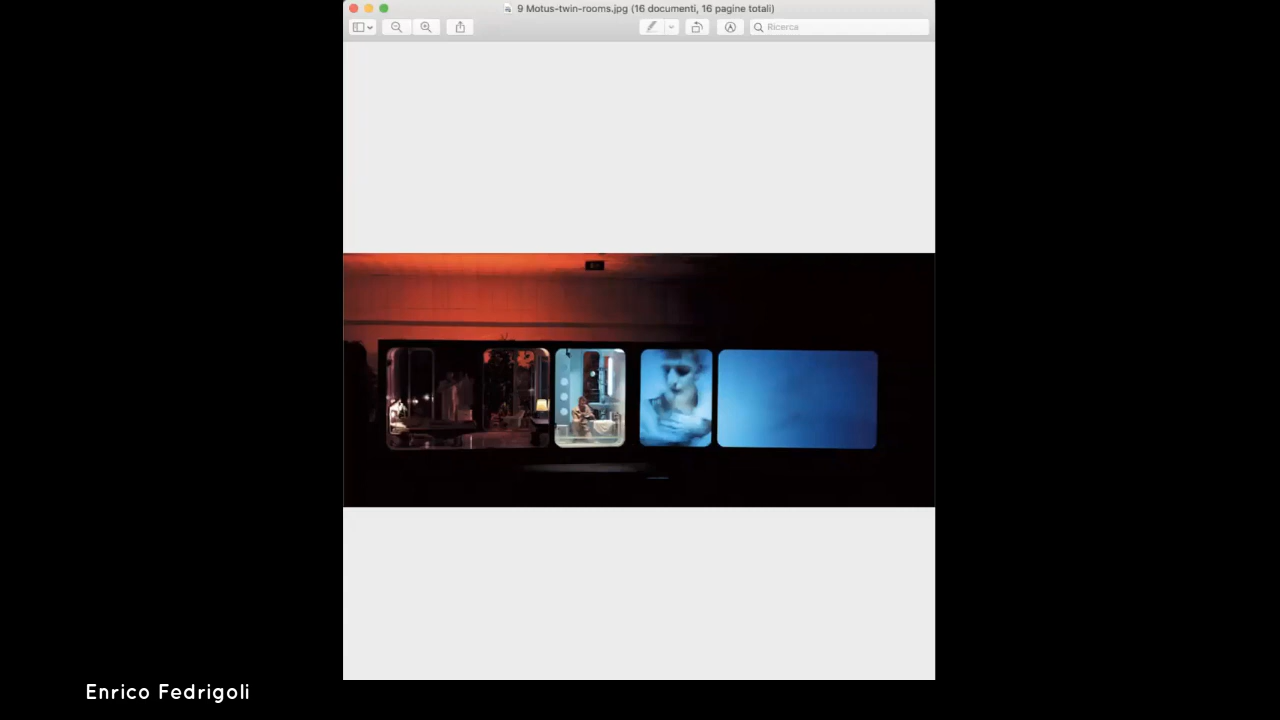 9 Motus-twin-rooms.jpg (16 documenti, 16 pagine totali)
Ricerca
Enrico Fedrigoli